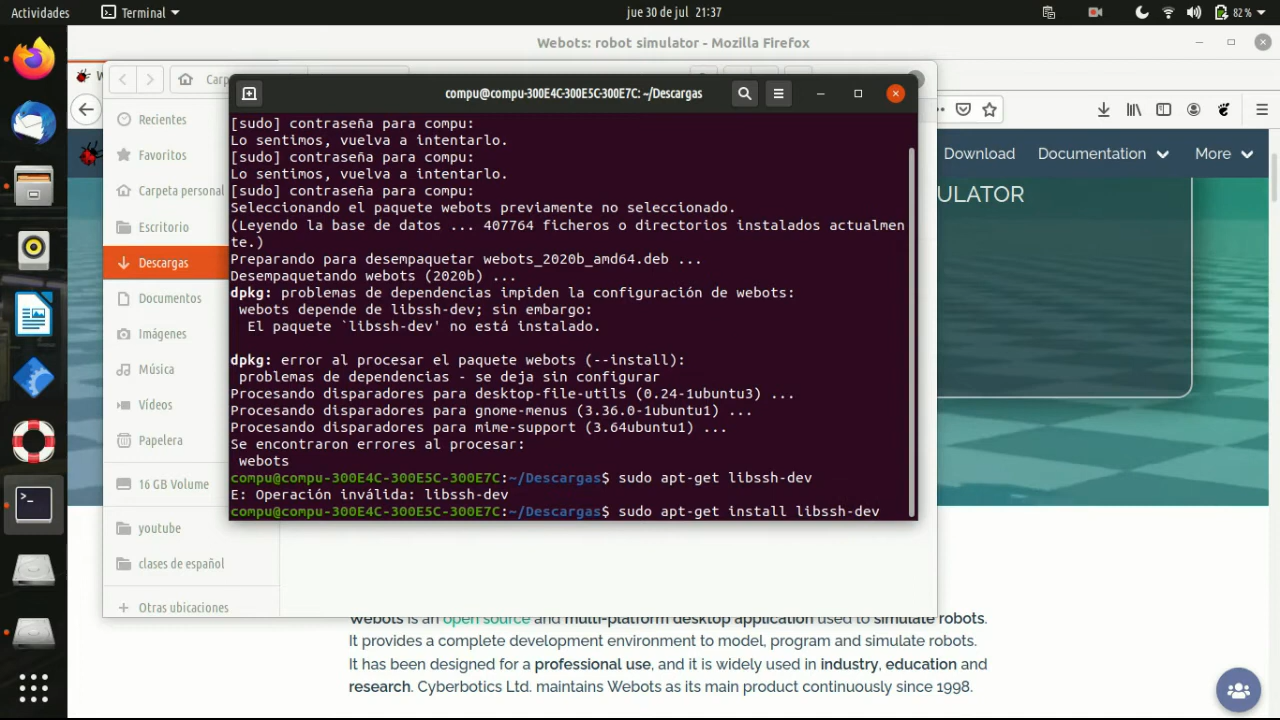 Actividades
Terminal
jue 30 de jul 21:37
82 %
Webots: robot simulator - Mozilla Firefox
compu@compu-300E4C-300E5C-300E7C: ~/Descargas
Download
Documentation
More
ULATOR
Recientes
Favoritos
Carpeta personal
Escritorio
Descargas
Documentos
Imágenes
Música
Vídeos
Papelera
16 GB Volume
youtube
clases de español
Otras ubicaciones
[sudo] contraseña para compu:
Lo sentimos, vuelva a intentarlo.
[sudo] contraseña para compu:
Lo sentimos, vuelva a intentarlo.
[sudo] contraseña para compu:
Seleccionando el paquete webots previamente no seleccionado.
(Leyendo la base de datos ... 407764 ficheros o directorios instalados actualmen
te.)
Preparando para desempaquetar webots_2020b_amd64.deb ...
Desempaquetando webots (2020b) ...
dpkg: problemas de dependencias impiden la configuración de webots:
webots depende de libssh-dev; sin embargo:
El paquete `libssh-dev' no está instalado.
dpkg: error al procesar el paquete webots (--install):
problemas de dependencias - se deja sin configurar
Procesando disparadores para desktop-file-utils (0.24-1ubuntu3) ...
Procesando disparadores para gnome-menus (3.36.0-1ubuntu1) ...
Procesando disparadores para mime-support (3.64ubuntu1) ...
Se encontraron errores al procesar:
webots
compu@compu-300E4C-300E5C-300E7C:~/Descargas$ sudo apt-get libssh-dev
E: Operación inválida: libssh-dev
compu@compu-300E4C-300E5C-300E7C:~/Descargas$ sudo apt-get install libssh-dev
Webots is an open source and multi-platform desktop application used to simulate robots.
It provides a complete development environment to model, program and simulate robots.
It has been designed for a professional use, and it is widely used in industry, education and
research. Cyberbotics Ltd. maintains Webots as its main product continuously since 1998.